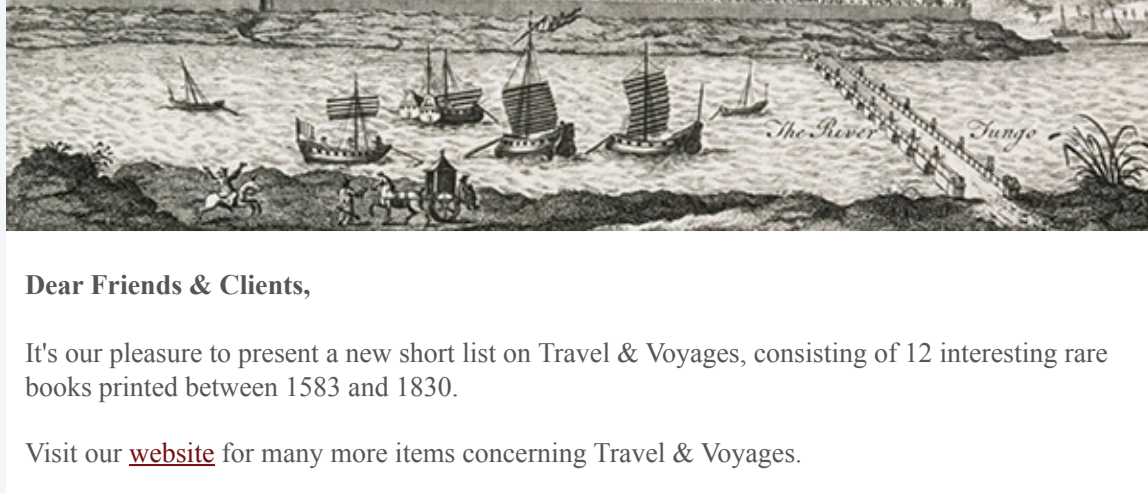 The River Tungo
Dear Friends & Clients,
It's our pleasure to present a new short list on Travel & Voyages, consisting of 12 interesting rare
books printed between 1583 and 1830.
Visit our website for many more items concerning Travel & Voyages.